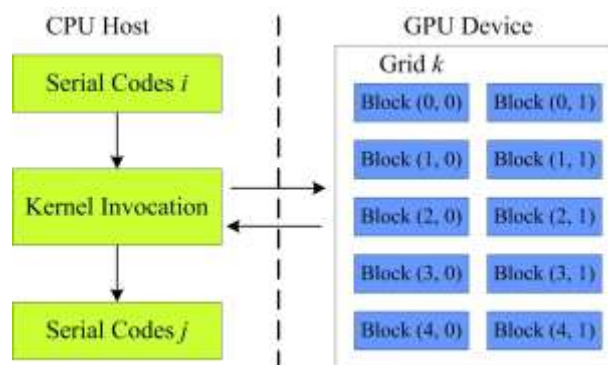 CPU Host
GPU Device
Serial Codes i
Kernel Invocation
Serial Codes j
Grid k
Block (0, 0)
Block (0, 1)
Block (1, 0)
Block (1, 1)
Block (2, 0)
Block (2, 1)
Block (3, 0)
Block (3, 1)
Block (4, 0)
Block (4, 1)